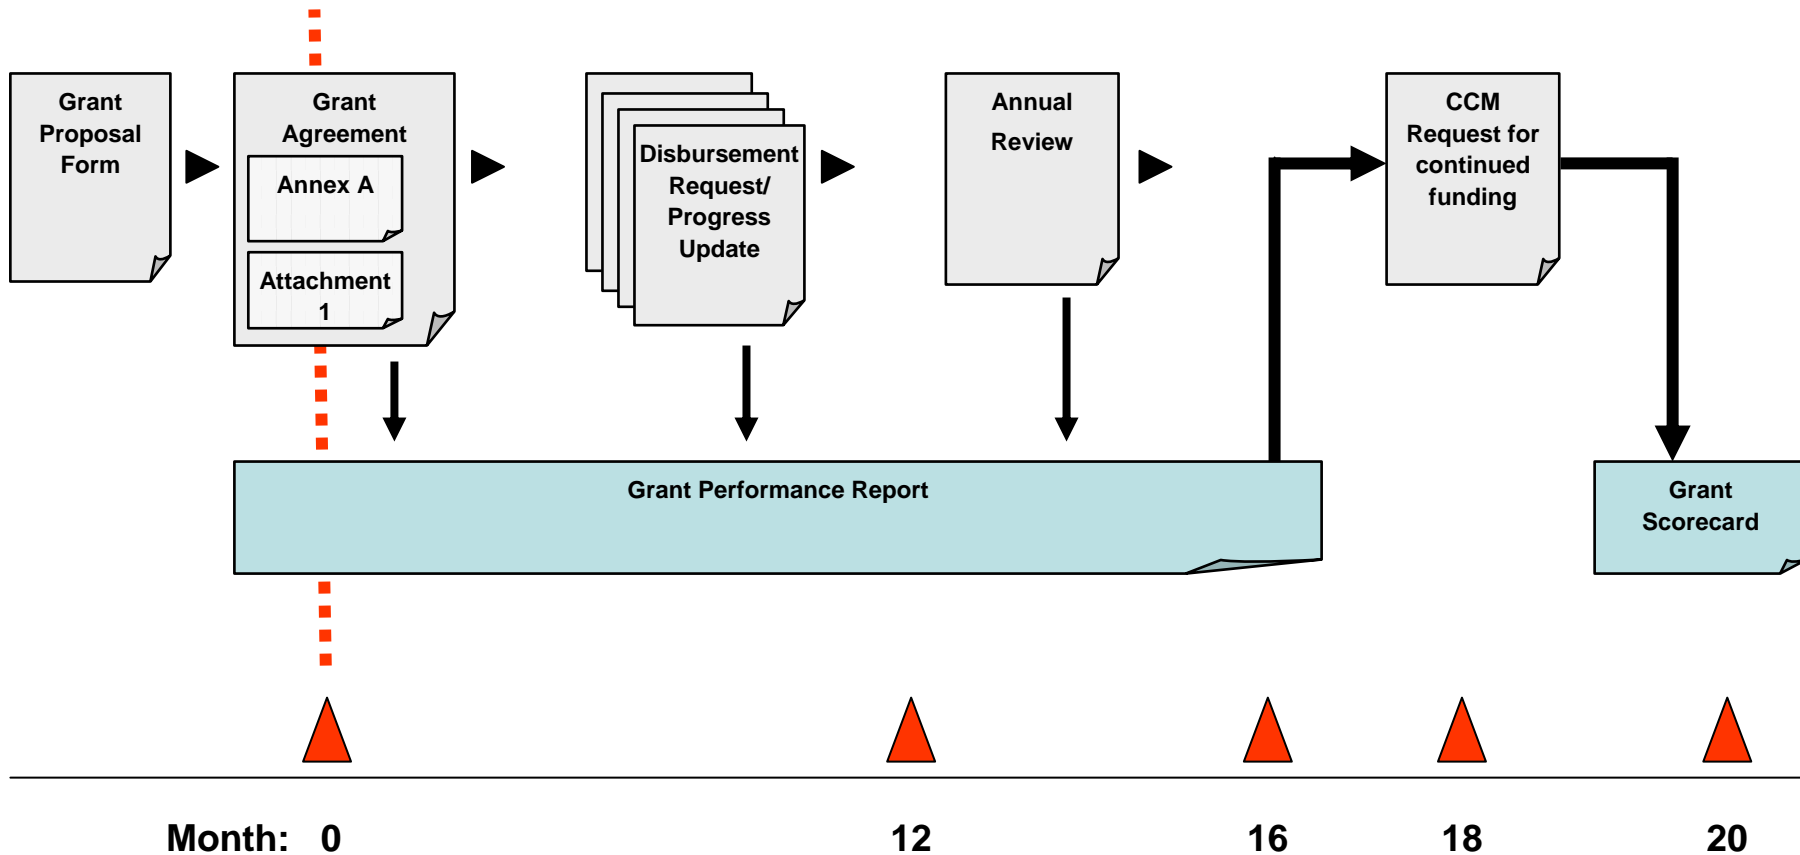 Grant
Proposal
Form
Grant
Agreement
Annex A
Attachment
1
Disbursement
Request/
Progress
Update
Annual
Review
CCM
Request for
continued
funding
Grant Performance Report
Grant
Scorecard
Month: 0 12 16 18 20